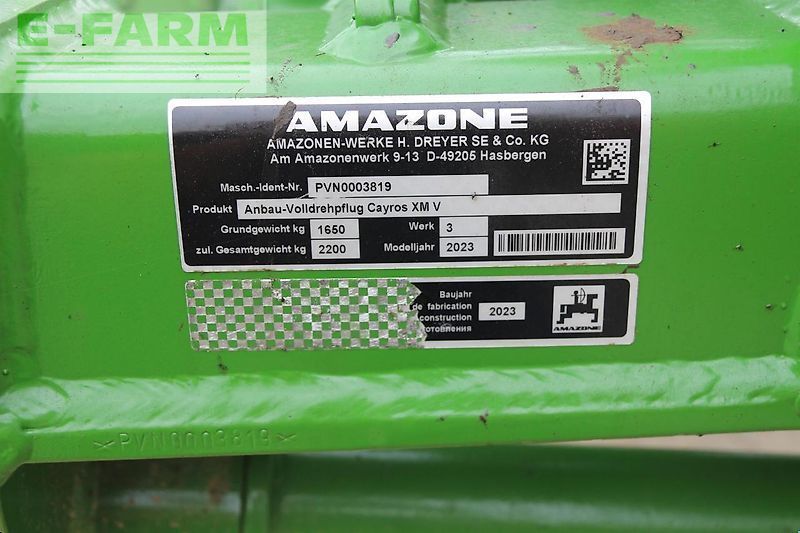 E-FARM
AMAZONE
AMAZONEN-WERKE H. DREYER SE & Co. KG
Am Amazonenwerk 9-13 D-49205 Hasbergen
Masch.-Ident-Nr. PVN0003819
Produkt Anbau-Volldrehpflug Cayros XM V
Grundgewicht kg 1650 Werk 3
zul. Gesamtgewicht kg 2200 Modelljahr 2023
Baujahr
de fabrication 2023
construction
отовления
AMAZONE
PVN0003819